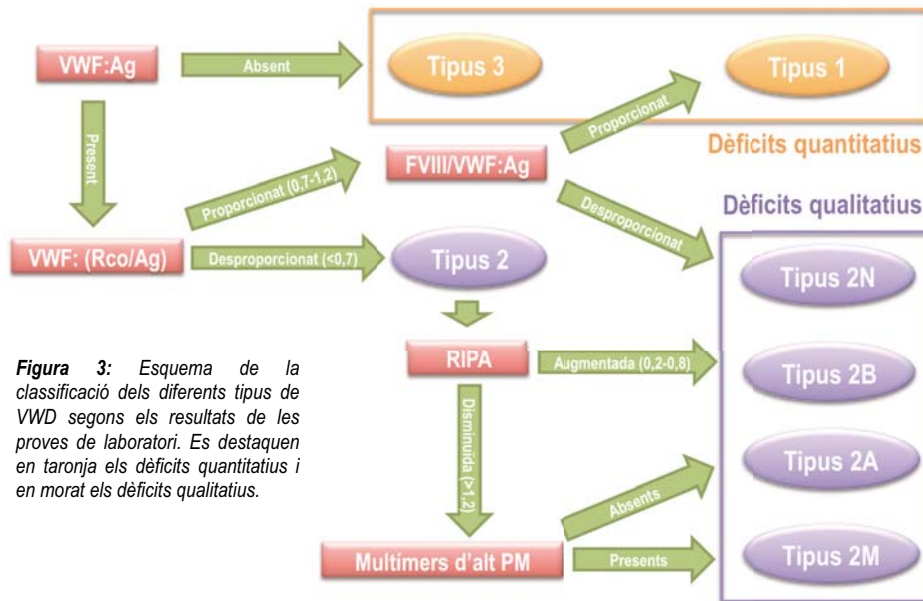 VWF:Ag
Absent
Tipus 3
Tipus 1
Present
Proporcionat
Dèficits quantitatius
FVIII/VWF:Ag
Proporcionat (0,7-1,2)
Desproporcionat
Dèficits qualitatius
VWF: (Rco/Ag)
Desproporcionat (<0,7)
Tipus 2
Tipus 2N
RIPA
Augmentada (0,2-0,8)
Tipus 2B
Figura 3: Esquema de la
classificació dels diferents tipus de
VWD segons els resultats de les
proves de laboratori. Es destaquen
en taronja els dèficits quantitatius i
en morat els dèficits qualitatius.
Disminuïda (>1,2)
Absents
Tipus 2A
Multímers d'alt PM
Presents
Tipus 2M